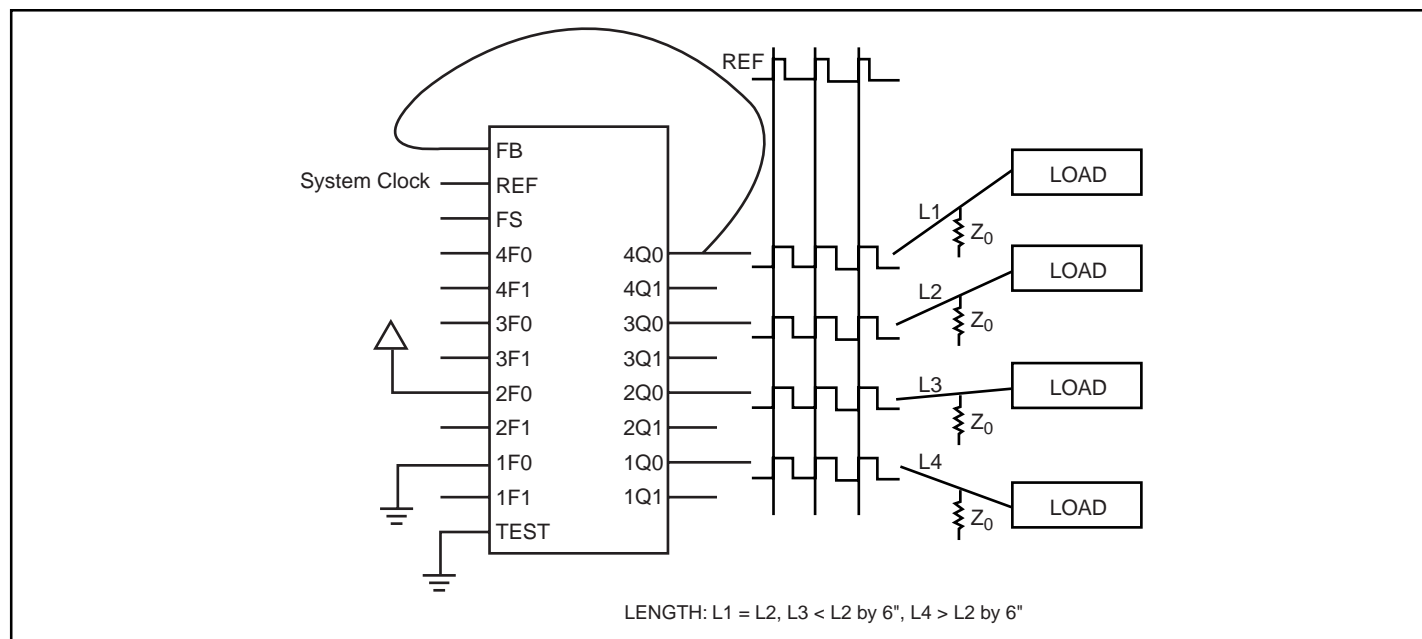 REF
FB
System Clock
REF
FS
4F0
4F1
3F0
3F1
2F0
2F1
1F0
1F1
TEST
4Q0
4Q1
3Q0
3Q1
2Q0
2Q1
1Q0
1Q1
L1
Z0
LOAD
L2
Z0
LOAD
L3
Z0
LOAD
L4
Z0
LOAD
LENGTH: L1 = L2, L3 < L2 by 6", L4 > L2 by 6"